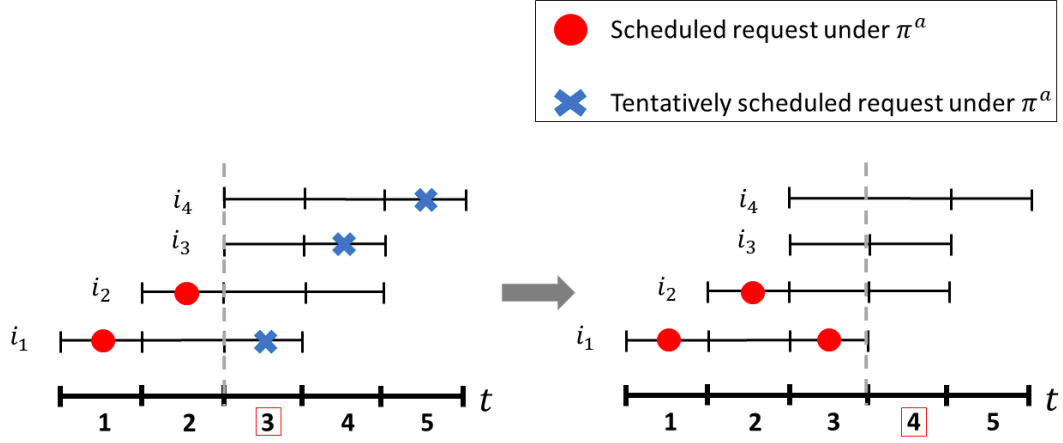 Scheduled request under π^a
Tentatively scheduled request under π^a
i_4
i_3
i_2
i_1
1 2 3 4 5 t
i_4
i_3
i_2
i_1
1 2 3 4 5 t